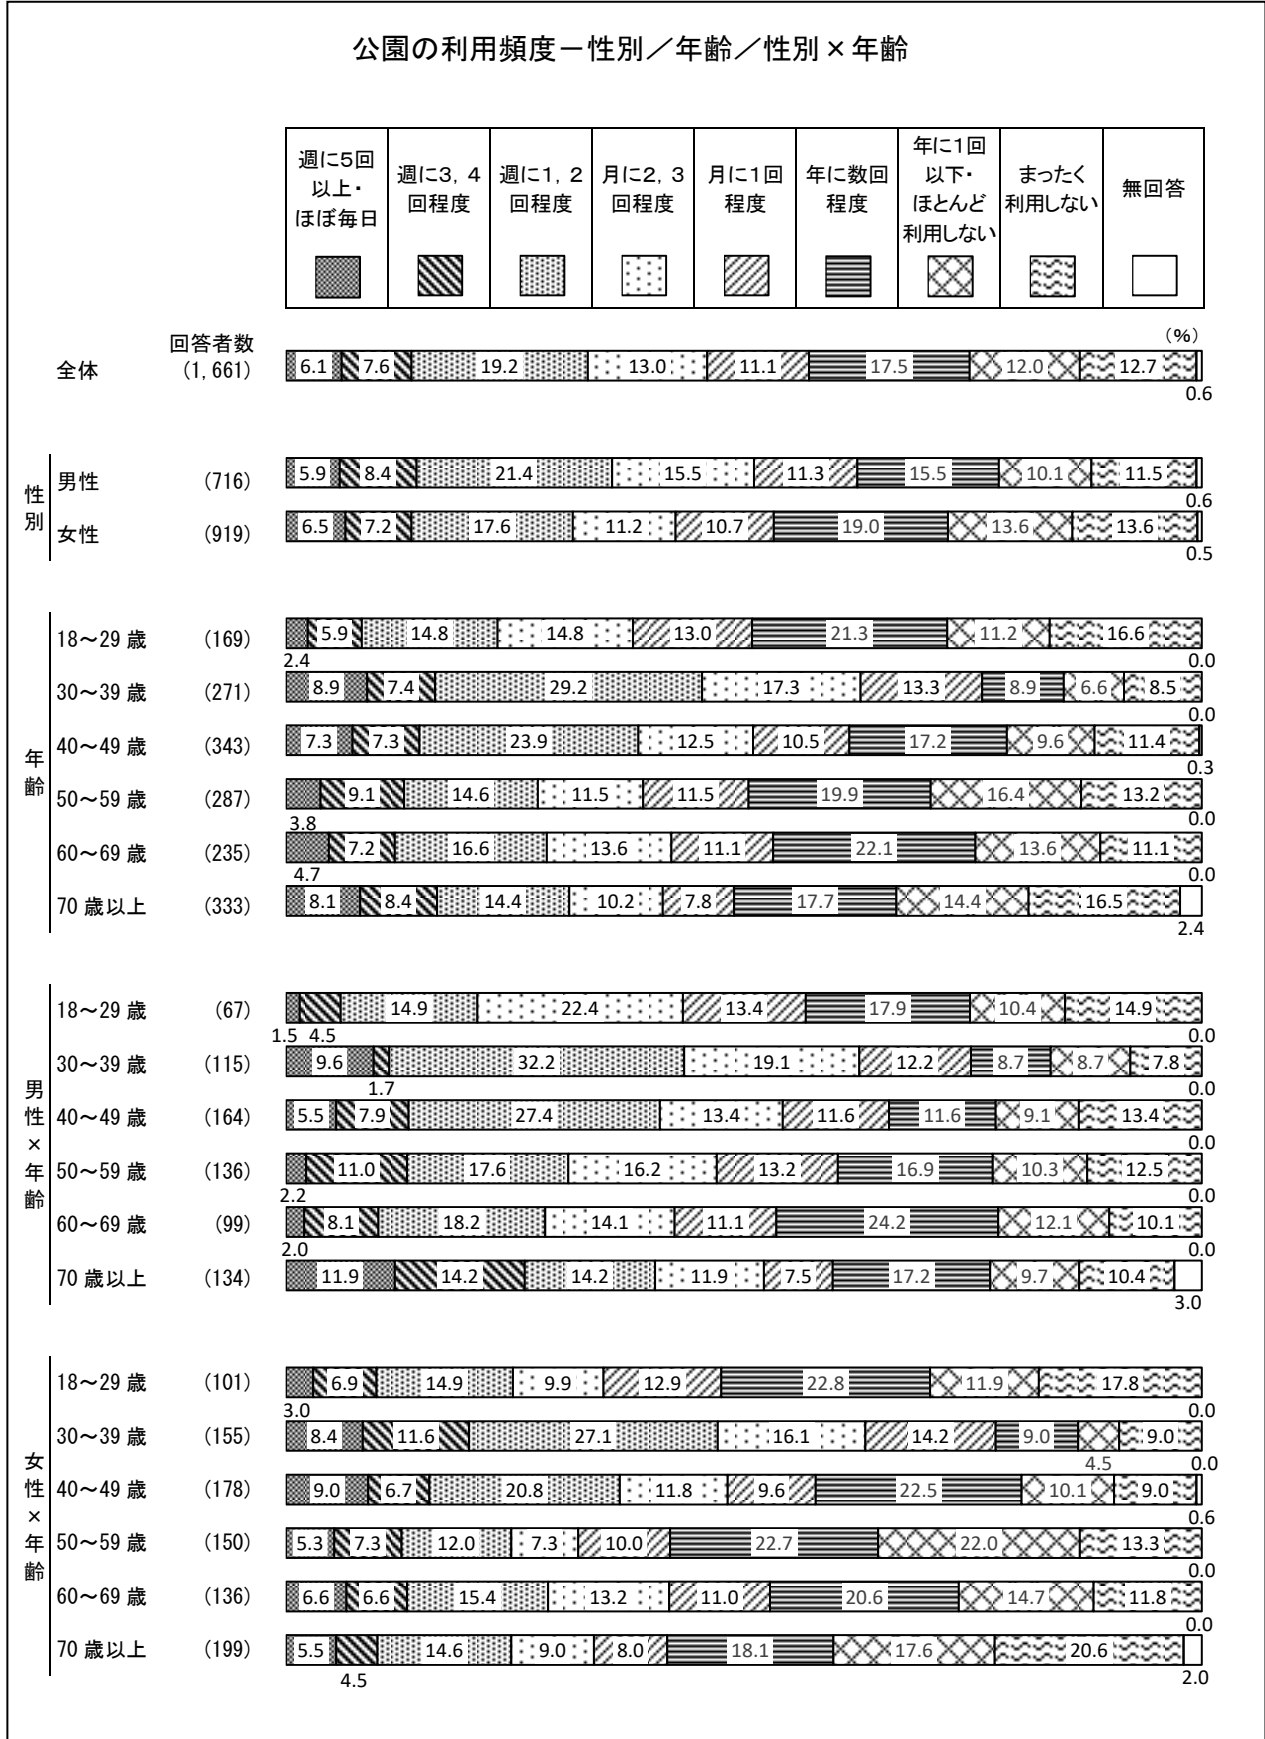 公園の利用頻度－性別／年齢／性別×年齢
週に5回
以上・
ほぼ毎日
週に3，4
回程度
週に1，2
回程度
月に2，3
回程度
月に1回
程度
年に数回
程度
年に1回
以下・
ほとんど
利用しない
まったく
利用しない
無回答
回答者数
（%）
全体 （1,661） 6.1 7.6 19.2 13.0 11.1 17.5 12.0 12.7
0.6
性別
男性 （716） 5.9 8.4 21.4 15.5 11.3 15.5 10.1 11.5
0.6
女性 （919） 6.5 7.2 17.6 11.2 10.7 19.0 13.6 13.6
0.5
年齢
18～29 歳 （169） 5.9 14.8 14.8 13.0 21.3 11.2 16.6
2.4 0.0
30～39 歳 （271） 8.9 7.4 29.2 17.3 13.3 8.9 6.6 8.5
0.0
40～49 歳 （343） 7.3 7.3 23.9 12.5 10.5 17.2 9.6 11.4
0.3
50～59 歳 （287） 9.1 14.6 11.5 11.5 19.9 16.4 13.2
3.8 0.0
60～69 歳 （235） 7.2 16.6 13.6 11.1 22.1 13.6 11.1
4.7 0.0
70 歳以上 （333） 8.1 8.4 14.4 10.2 7.8 17.7 14.4 16.5
2.4
男性×年齢
18～29 歳 （67） 14.9 22.4 13.4 17.9 10.4 14.9
1.5 4.5 0.0
30～39 歳 （115） 9.6 32.2 19.1 12.2 8.7 8.7 7.8
1.7 0.0
40～49 歳 （164） 5.5 7.9 27.4 13.4 11.6 11.6 9.1 13.4
0.0
50～59 歳 （136） 11.0 17.6 16.2 13.2 16.9 10.3 12.5
2.2 0.0
60～69 歳 （99） 8.1 18.2 14.1 11.1 24.2 12.1 10.1
2.0 0.0
70 歳以上 （134） 11.9 14.2 14.2 11.9 7.5 17.2 9.7 10.4
3.0
女性×年齢
18～29 歳 （101） 6.9 14.9 9.9 12.9 22.8 11.9 17.8
3.0 0.0
30～39 歳 （155） 8.4 11.6 27.1 16.1 14.2 9.0 9.0
4.5 0.0
40～49 歳 （178） 9.0 6.7 20.8 11.8 9.6 22.5 10.1 9.0
0.6
50～59 歳 （150） 5.3 7.3 12.0 7.3 10.0 22.7 22.0 13.3
0.0
60～69 歳 （136） 6.6 6.6 15.4 13.2 11.0 20.6 14.7 11.8
0.0
70 歳以上 （199） 5.5 14.6 9.0 8.0 18.1 17.6 20.6
4.5 2.0